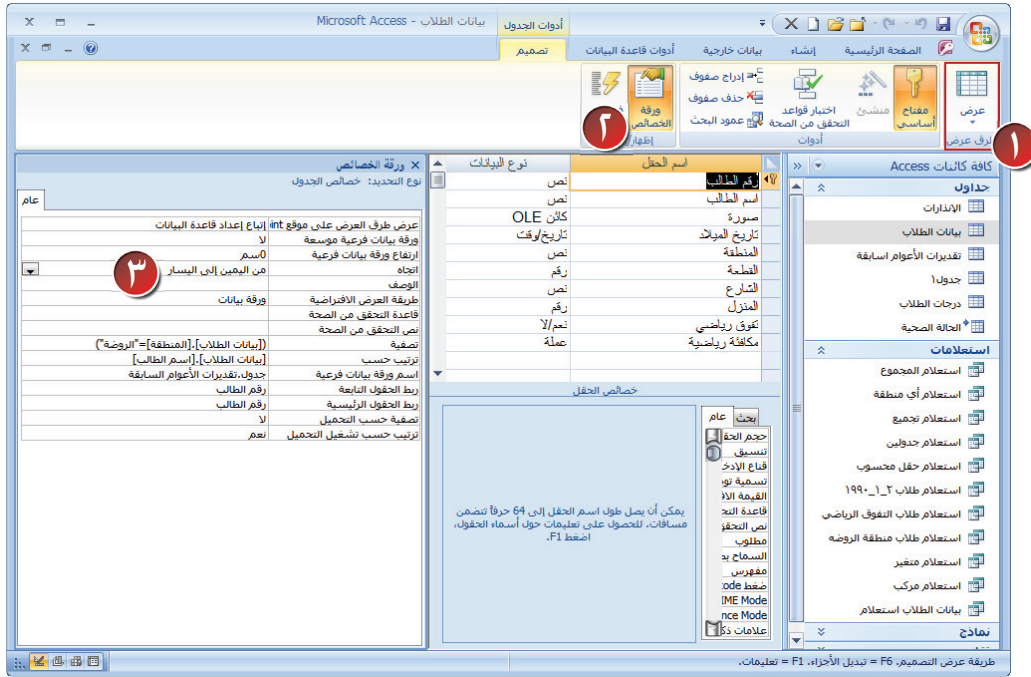 بيانات الطلاب - Microsoft Access
أدوات الجدول
الصفحة الرئيسية
إنشاء
بيانات خارجية
أدوات قاعدة البيانات
تصميم
عرض
مفتاح أساسي
منشئ
اختبار قواعد التحقق من الصحة
إدراج صفوف
حذف صفوف
عمود البحث
ورقة الخصائص
أدوات
١
٢
كافة كائنات Access
جداول
الإنذارات
بيانات الطلاب
تقديرات الأعوام اسابقة
جدول١
درجات الطلاب
الحالة الصحية
استعلامات
استعلام المجموع
استعلام أي منطقة
استعلام تجميع
استعلام جدولين
استعلام حقل محسوب
استعلام طلاب ٢_١_١٩٩٠
استعلام طلاب التفوق الرياضي
استعلام طلاب منطقة الروضه
استعلام متغير
استعلام مركب
بيانات الطلاب استعلام
نماذج
اسم الحقل نوع البيانات
رقم الطالب نص
اسم الطالب نص
صورة كائن OLE
تاريخ الميلاد تاريخ/وقت
المنطقة نص
القطعة رقم
الشارع نص
المنزل رقم
تفوق رياضي نعم/لا
مكافئة رياضية عملة
خصائص الحقل
عام بحث
تنسيق
مطلوب
مفهرس
IME Mode
يمكن أن يصل طول اسم الحقل إلى 64 حرفاً تتضمن
مسافات. للحصول على تعليمات حول أسماء الحقول،
اضغط F1.
ورقة الخصائص
نوع التحديد: خصائص الجدول
عام
عرض طرق العرض على موقع int إتباع إعداد قاعدة البيانات
ورقة بيانات فرعية موسعة لا
ارتفاع ورقة بيانات فرعية 0سم
اتجاه من اليمين إلى اليسار
٣
الوصف
طريقة العرض الافتراضية ورقة بيانات
قاعدة التحقق من الصحة
نص التحقق من الصحة
تصفية ([بيانات الطلاب].[المنطقة]="الروضة")
ترتيب حسب [بيانات الطلاب].[اسم الطالب]
اسم ورقة بيانات فرعية جدول.تقديرات الأعوام السابقة
ربط الحقول التابعة رقم الطالب
ربط الحقول الرئيسية رقم الطالب
تصفية حسب التحميل لا
ترتيب حسب تشغيل التحميل نعم
طريقة عرض التصميم. F6 = تبديل الأجزاء. F1 = تعليمات.